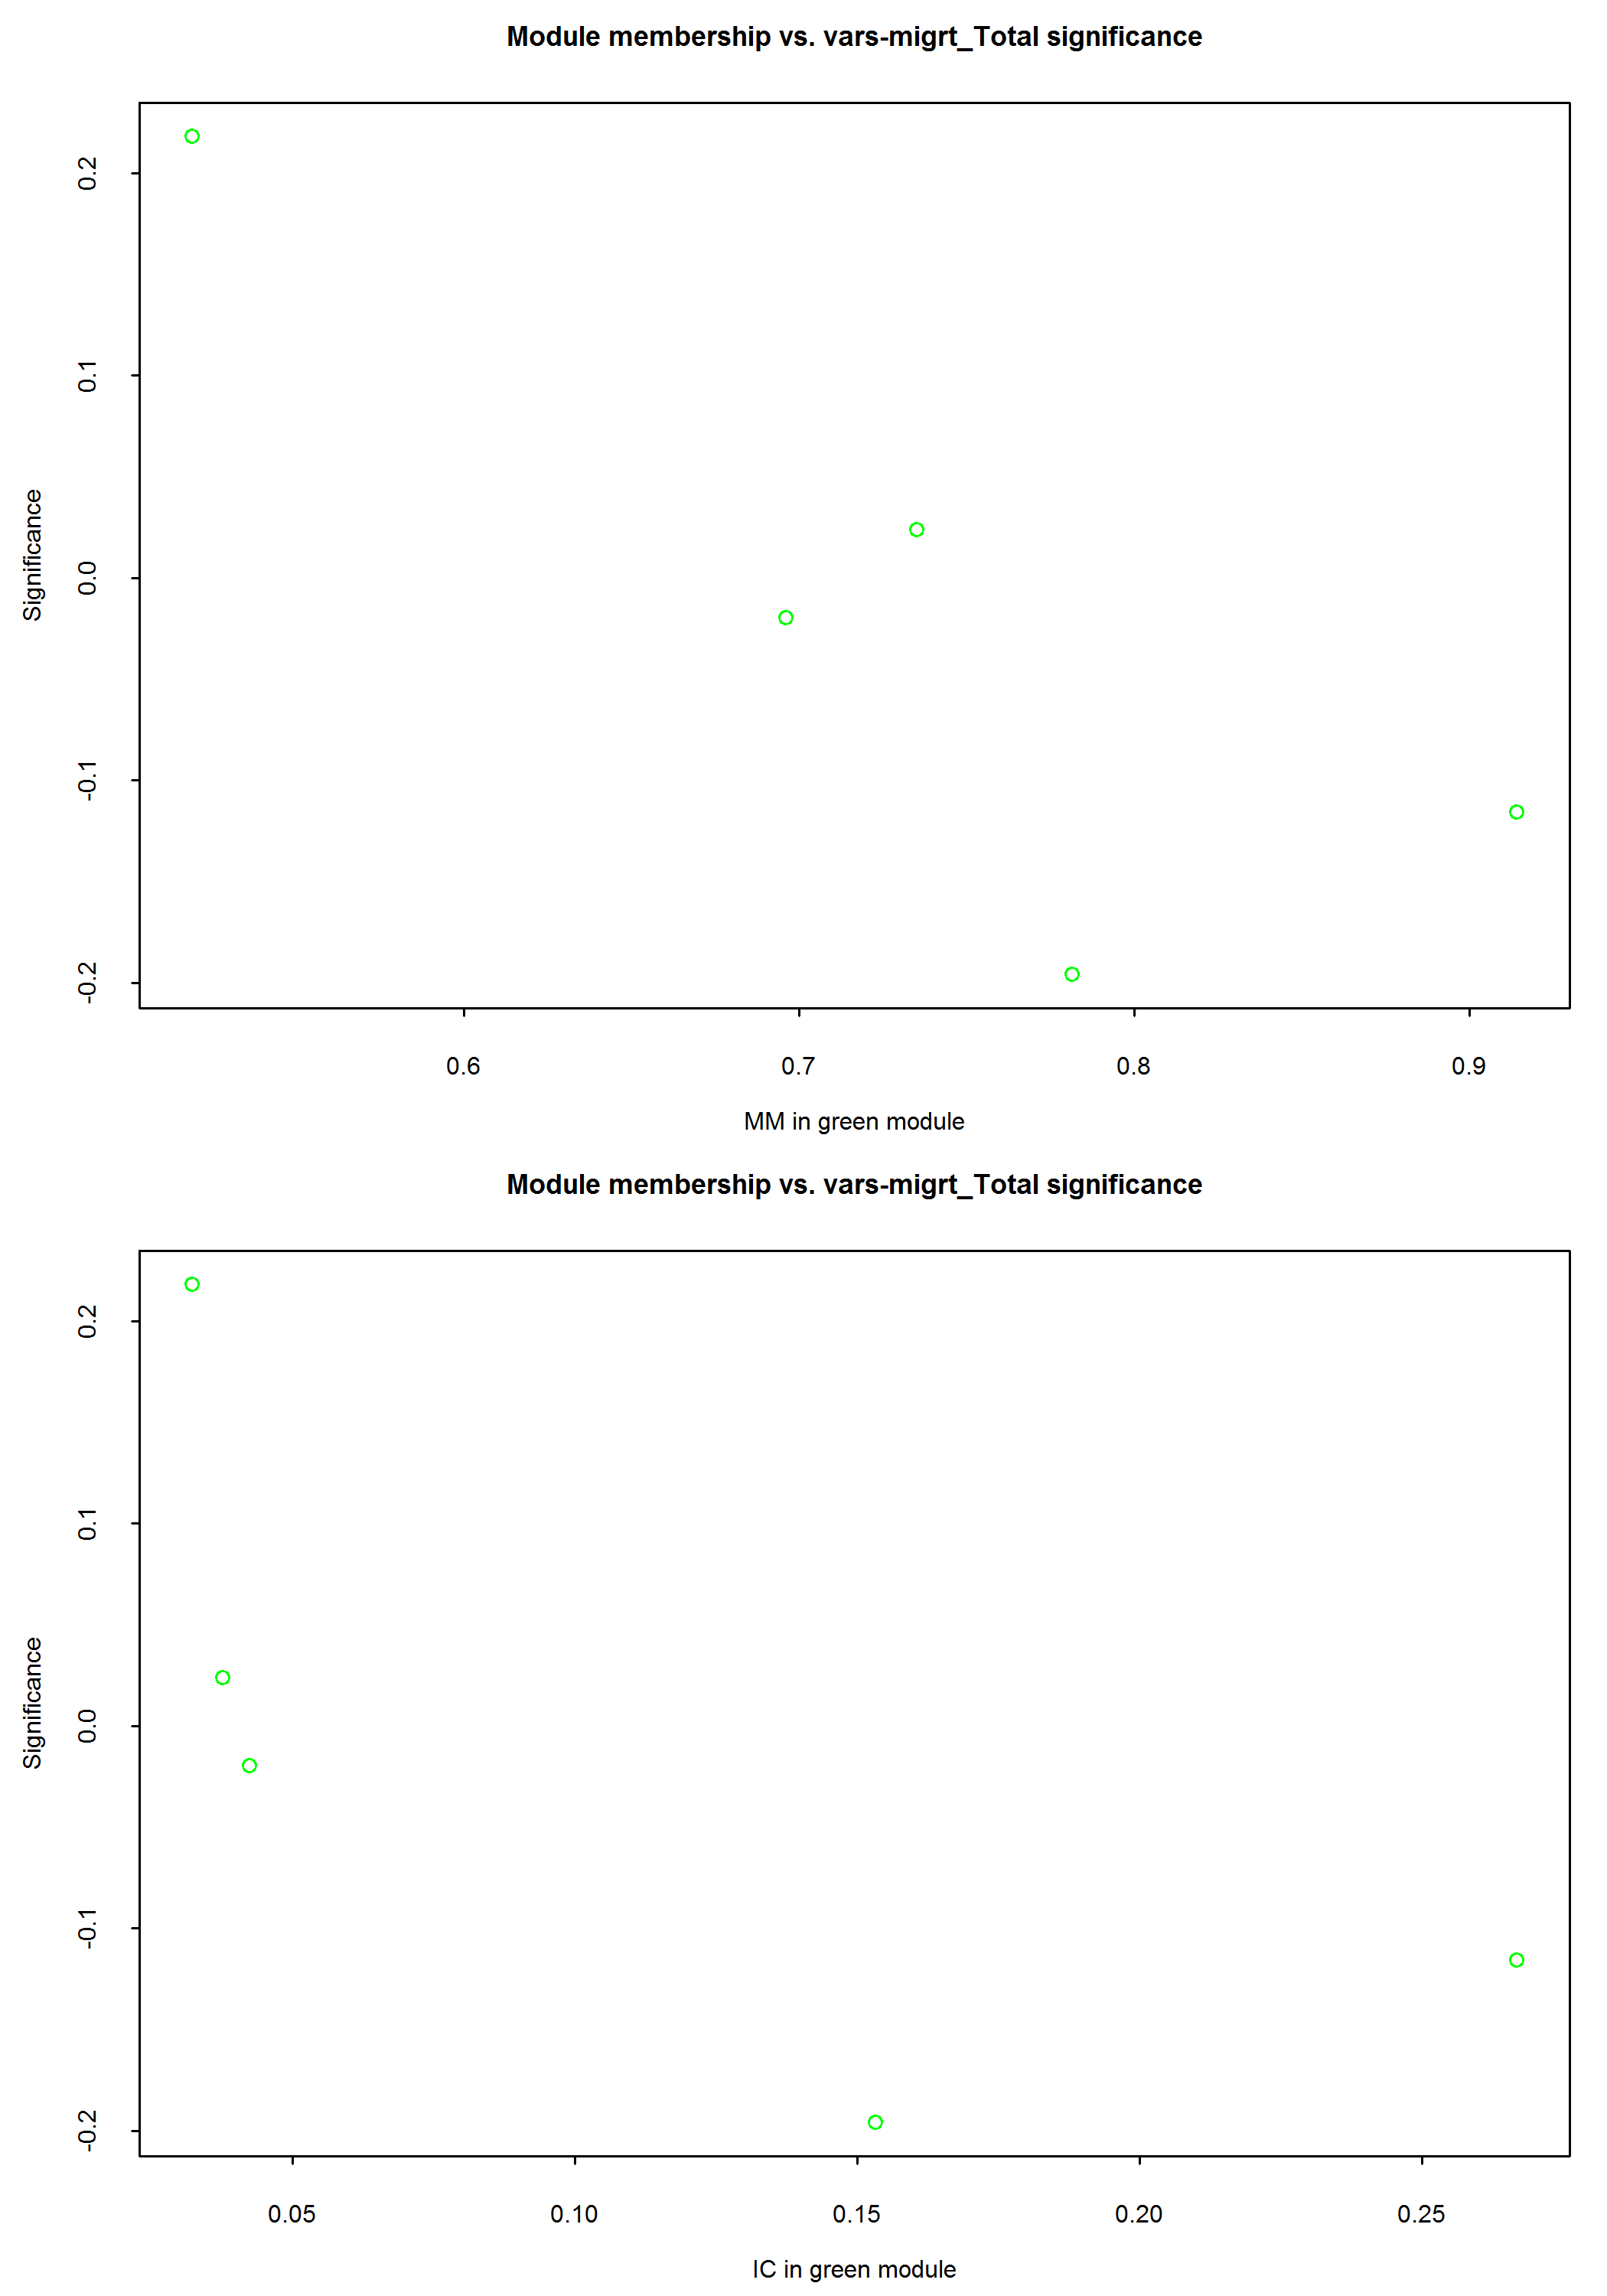 Module membership vs. vars-migrt_Total significance
Significance
0.2
0.1
0.0
-0.1
-0.2
0.6 0.7 0.8 0.9
MM in green module
Module membership vs. vars-migrt_Total significance
Significance
0.2
0.1
0.0
-0.1
-0.2
0.05 0.10 0.15 0.20 0.25
IC in green module